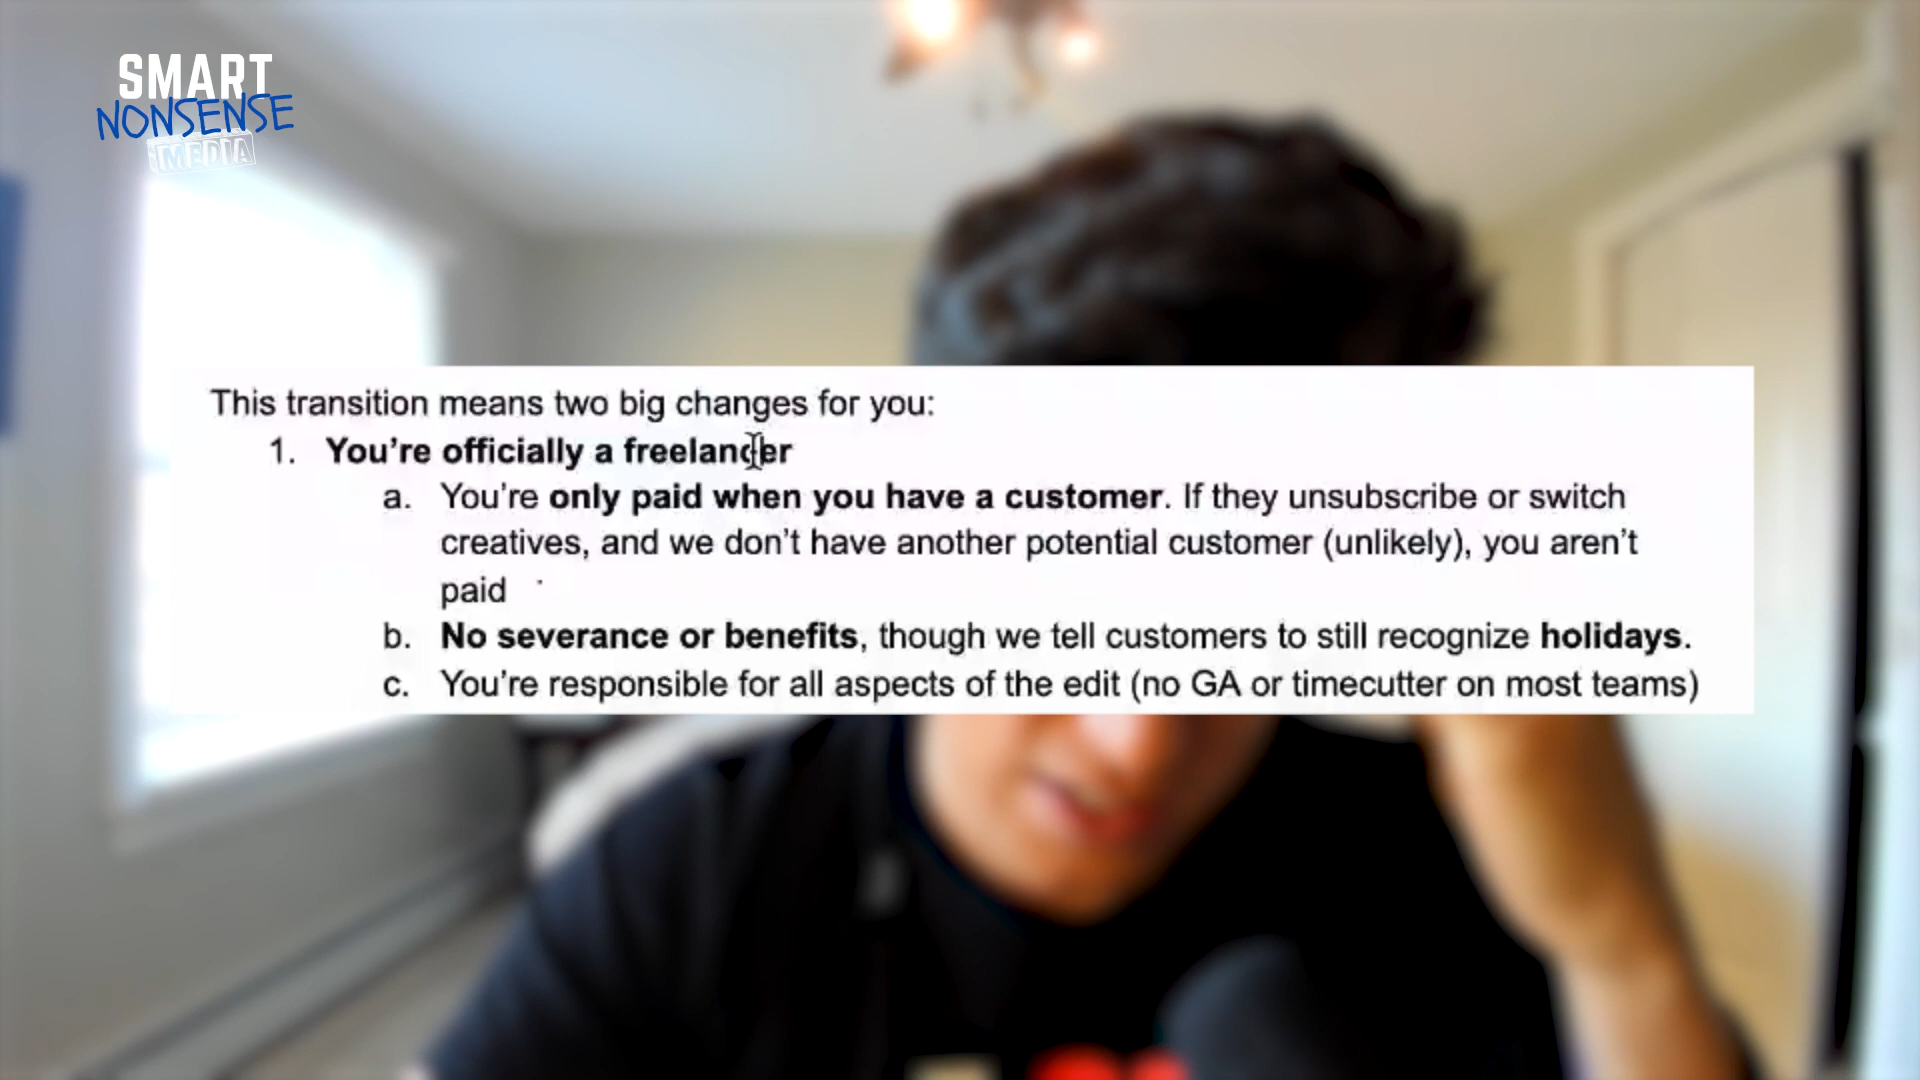 SMART
NONSENSE
MEDIA
This transition means two big changes for you:
1. You're officially a freelancer
a. You're only paid when you have a customer. If they unsubscribe or switch
creatives, and we don't have another potential customer (unlikely), you aren't
paid
b. No severance or benefits, though we tell customers to still recognize holidays.
c. You're responsible for all aspects of the edit (no GA or timecutter on most teams)